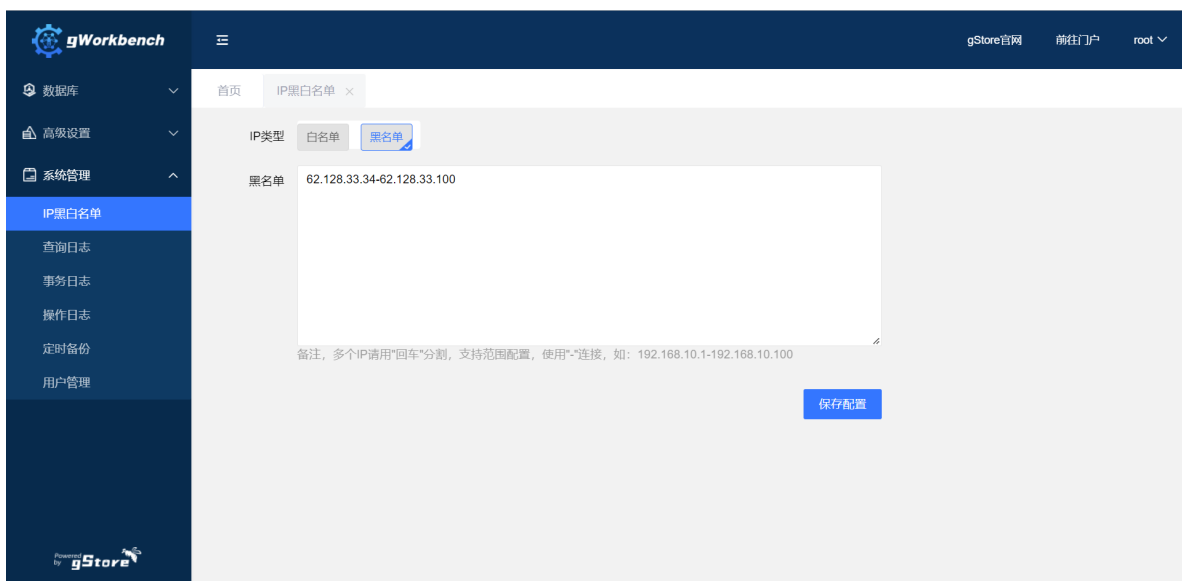 gWorkbench
gStore官网 前往门户 root
数据库
高级设置
系统管理
IP黑白名单
查询日志
事务日志
操作日志
定时备份
用户管理
Powered by gStore
首页 IP黑白名单
IP类型 白名单 黑名单
黑名单 62.128.33.34-62.128.33.100
备注，多个IP请用"回车"分割，支持范围配置，使用"-"连接，如：192.168.10.1-192.168.10.100
保存配置